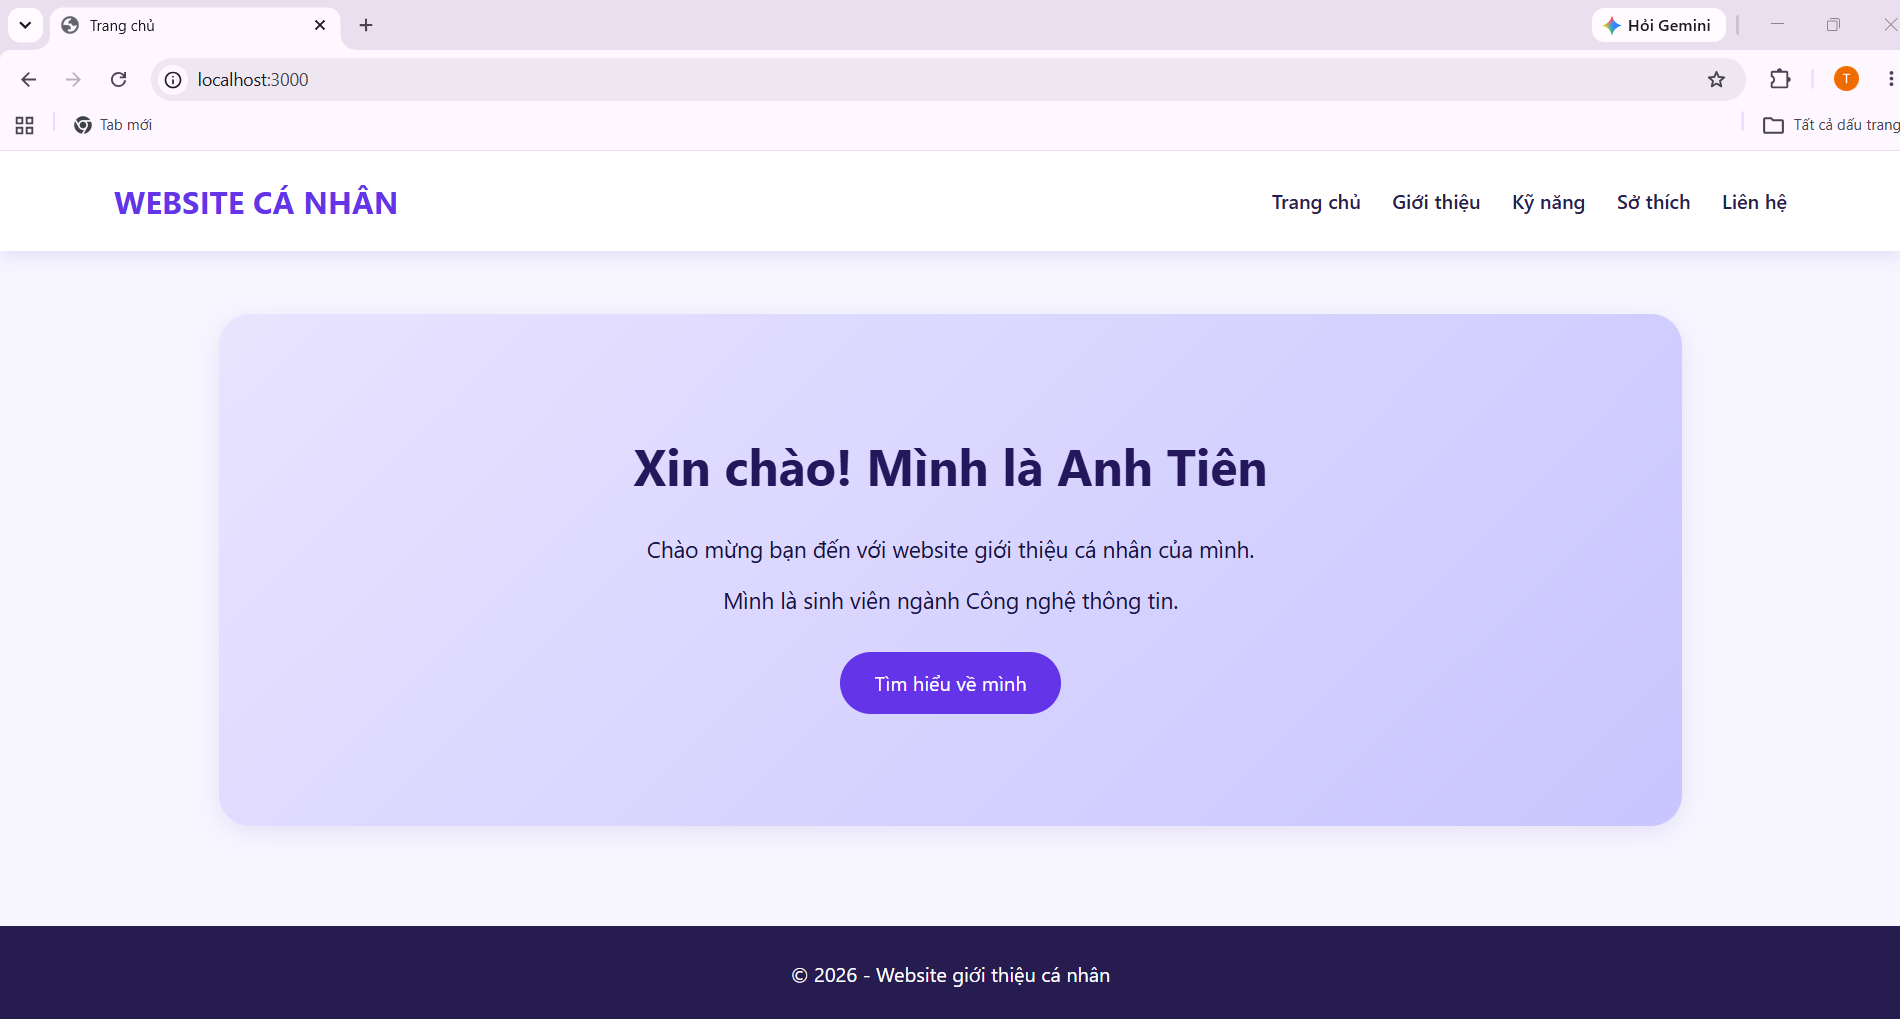 Trang chủ
Hỏi Gemini
localhost:3000
T
Tab mới
Tất cả dấu trang
WEBSITE CÁ NHÂN
Trang chủ Giới thiệu Kỹ năng Sở thích Liên hệ
Xin chào! Mình là Anh Tiên
Chào mừng bạn đến với website giới thiệu cá nhân của mình.
Mình là sinh viên ngành Công nghệ thông tin.
Tìm hiểu về mình
© 2026 - Website giới thiệu cá nhân